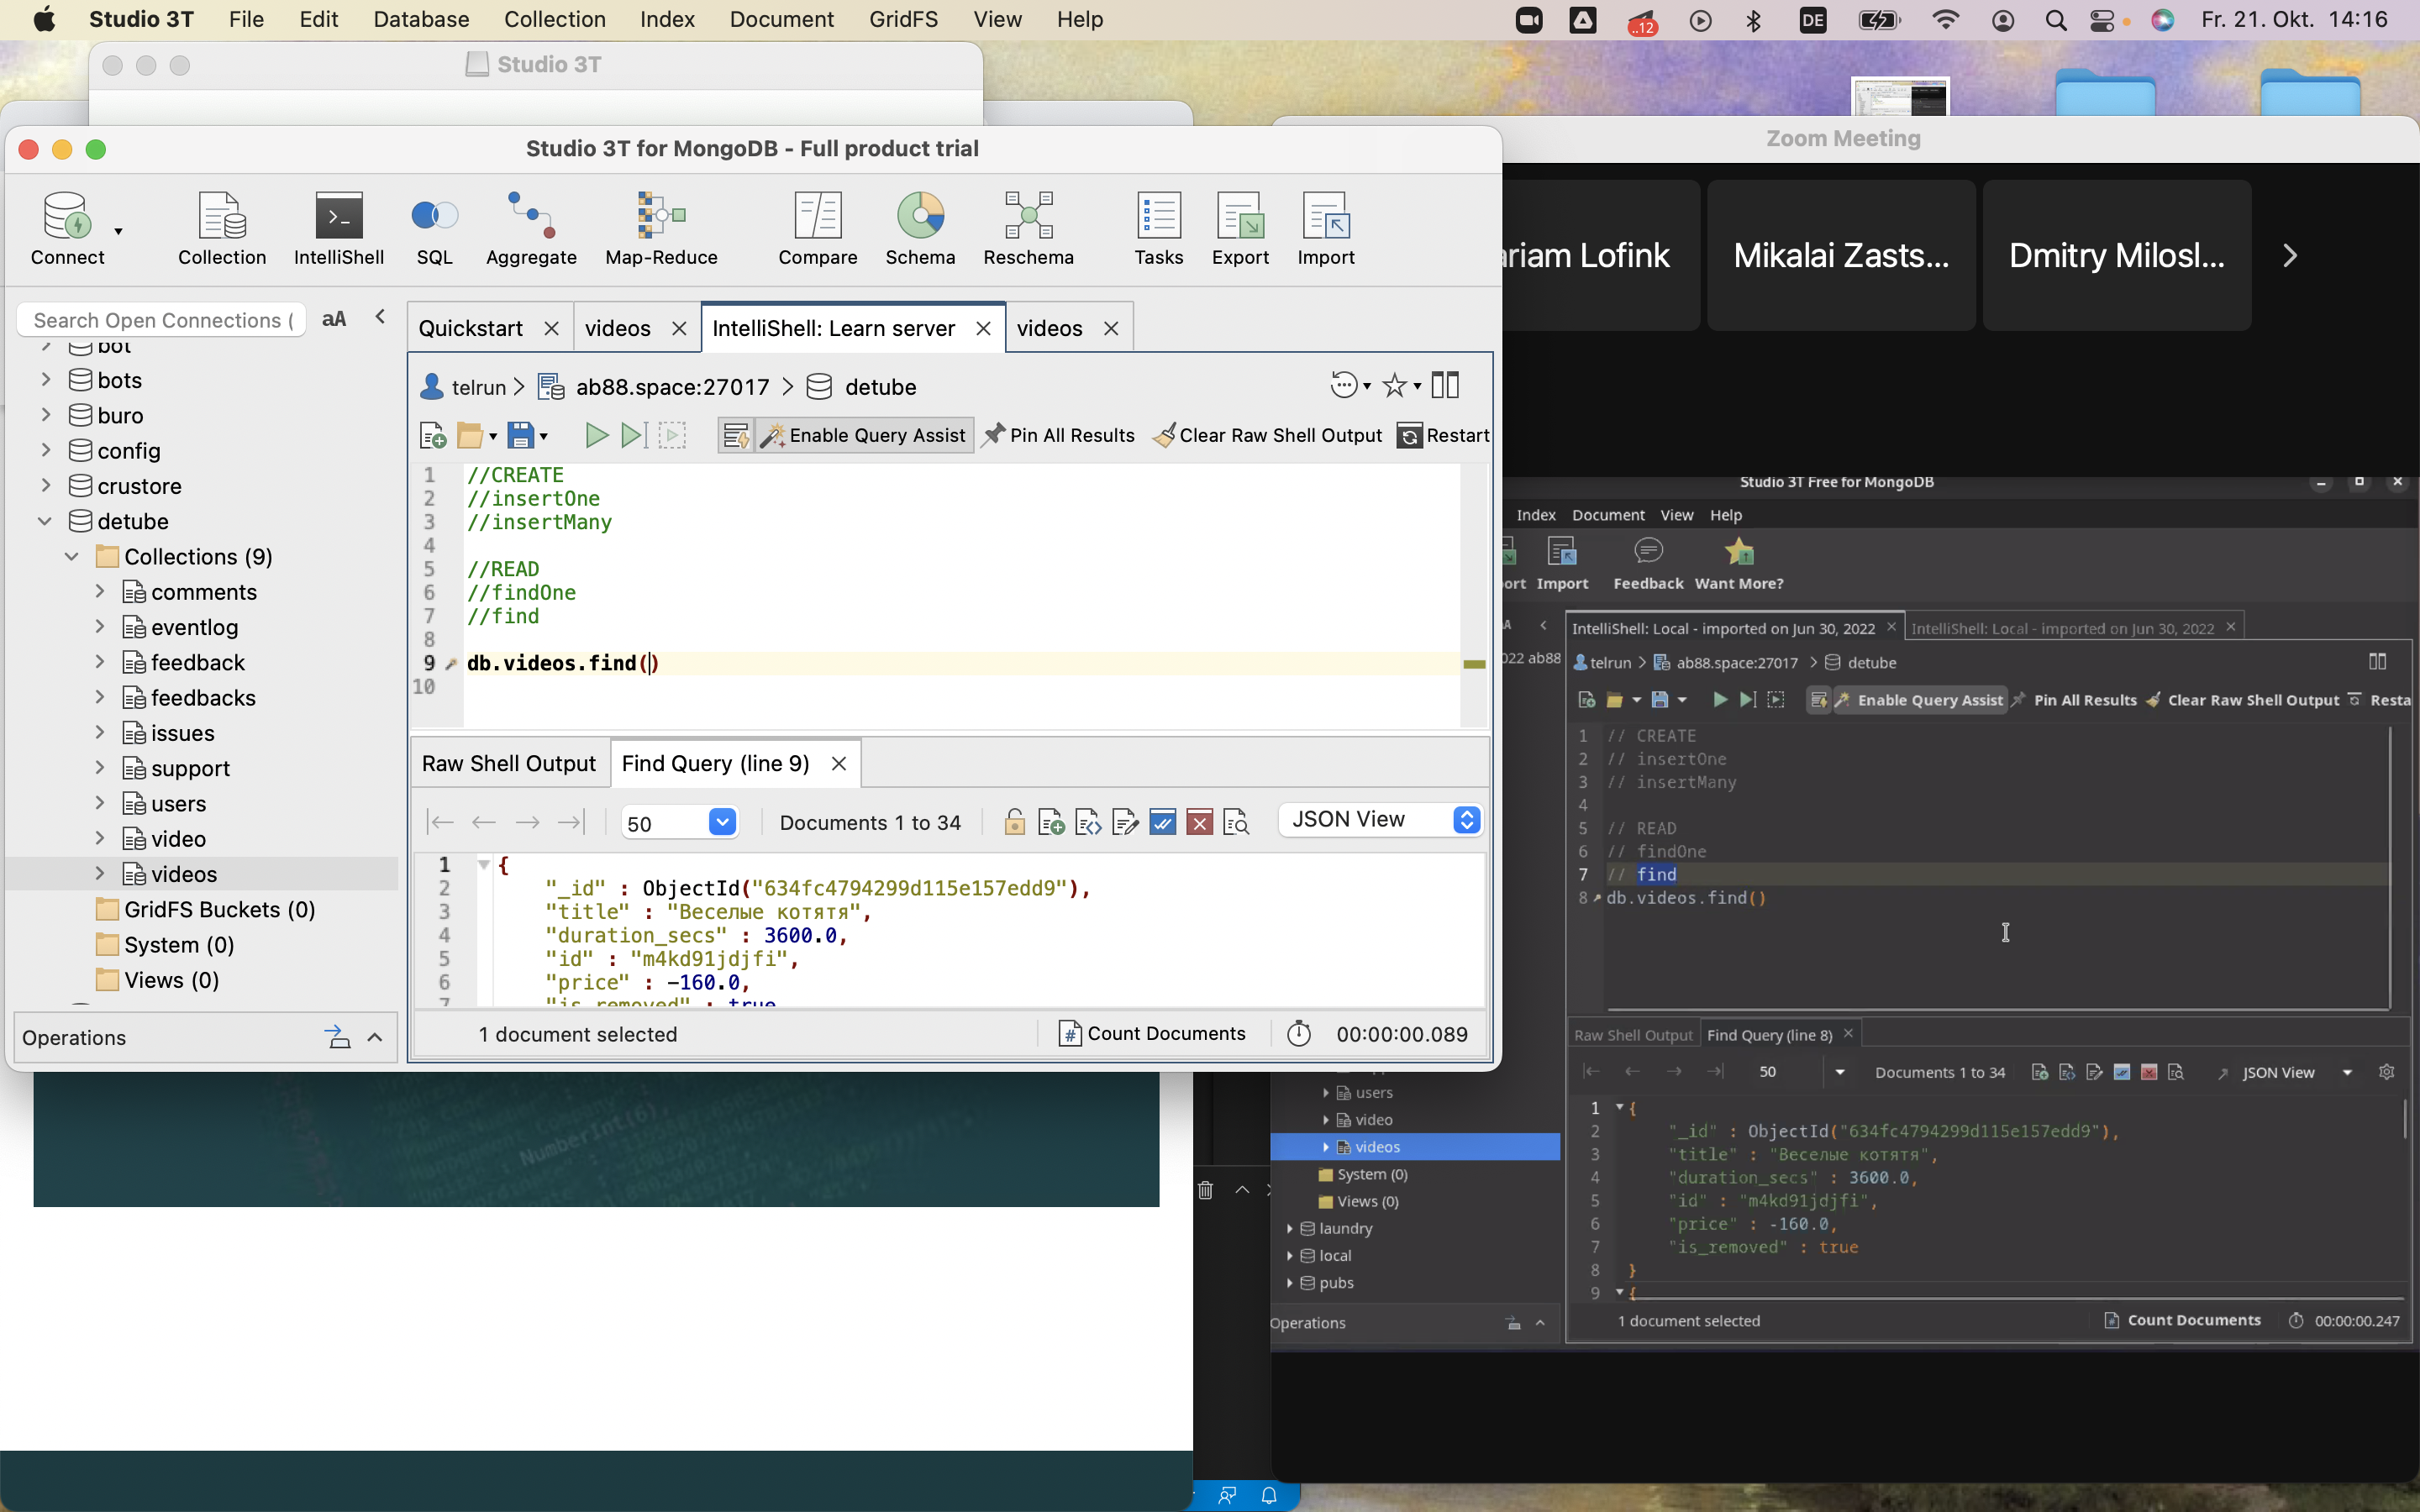 Studio 3T File Edit Database Collection Index Document GridFS View Help
..12 DE Fr. 21. Okt. 14:16
Studio 3T
Studio 3T for MongoDB - Full product trial
Connect Collection IntelliShell SQL Aggregate Map-Reduce Compare Schema Reschema Tasks Export Import
Search Open Connections ( aA
bot
bots
buro
config
crustore
detube
Collections (9)
comments
eventlog
feedback
feedbacks
issues
support
users
video
videos
GridFS Buckets (0)
System (0)
Views (0)
Operations
Quickstart videos IntelliShell: Learn server videos
telrun > ab88.space:27017 > detube
Enable Query Assist Pin All Results Clear Raw Shell Output Restart
1 //CREATE
2 //insertOne
3 //insertMany
4
5 //READ
6 //findOne
7 //find
8
9 db.videos.find()
10
Raw Shell Output Find Query (line 9)
50 Documents 1 to 34 JSON View
1 {
2 "_id" : ObjectId("634fc4794299d115e157edd9"),
3 "title" : "Веселые котята",
4 "duration_secs" : 3600.0,
5 "id" : "m4kd91jdjfi",
6 "price" : -160.0,
7 "is_removed" : true
1 document selected Count Documents 00:00:00.089
NumberInt(6),
Zoom Meeting
ariam Lofink Mikalai Zasts... Dmitry Milosl...
Studio 3T Free for MongoDB
Index Document View Help
ort Import Feedback Want More?
IntelliShell: Local - imported on Jun 30, 2022 IntelliShell: Local - imported on Jun 30, 2022
022 ab88
telrun > ab88.space:27017 > detube
Enable Query Assist Pin All Results Clear Raw Shell Output Resta
1 // CREATE
2 // insertOne
3 // insertMany
4
5 // READ
6 // findOne
7 // find
8 db.videos.find()
Raw Shell Output Find Query (line 8)
50 Documents 1 to 34 JSON View
1 {
2 "_id" : ObjectId("634fc4794299d115e157edd9"),
3 "title" : "Веселые котята",
4 "duration_secs" : 3600.0,
5 "id" : "m4kd91jdjfi",
6 "price" : -160.0,
7 "is_removed" : true
8 }
9 {
1 document selected Count Documents 00:00:00.247
users
video
videos
System (0)
Views (0)
laundry
local
pubs
Operations